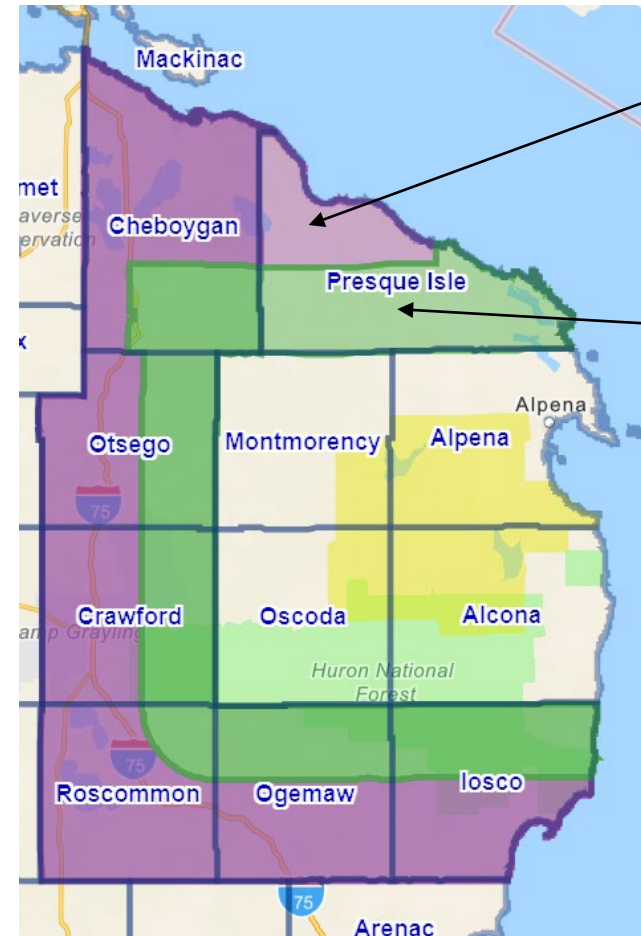 Mackinac
met
averse
ervation
Cheboygan
Presque Isle
x
Alpena
Otsego
Montmorency
Alpena
75
Crawford
Oscoda
Alcona
amp Grayling
Huron National
Forest
75
Roscommon
Ogemaw
Iosco
75
Arenac